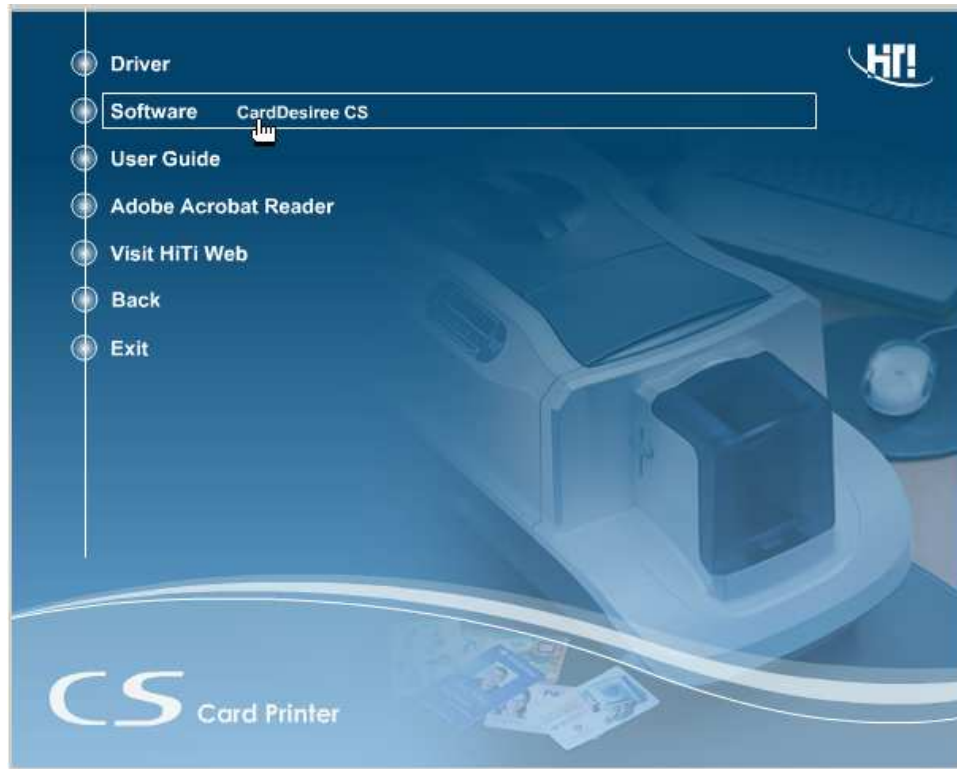 HiTi
Driver
Software CardDesiree CS
User Guide
Adobe Acrobat Reader
Visit HiTi Web
Back
Exit
CS Card Printer